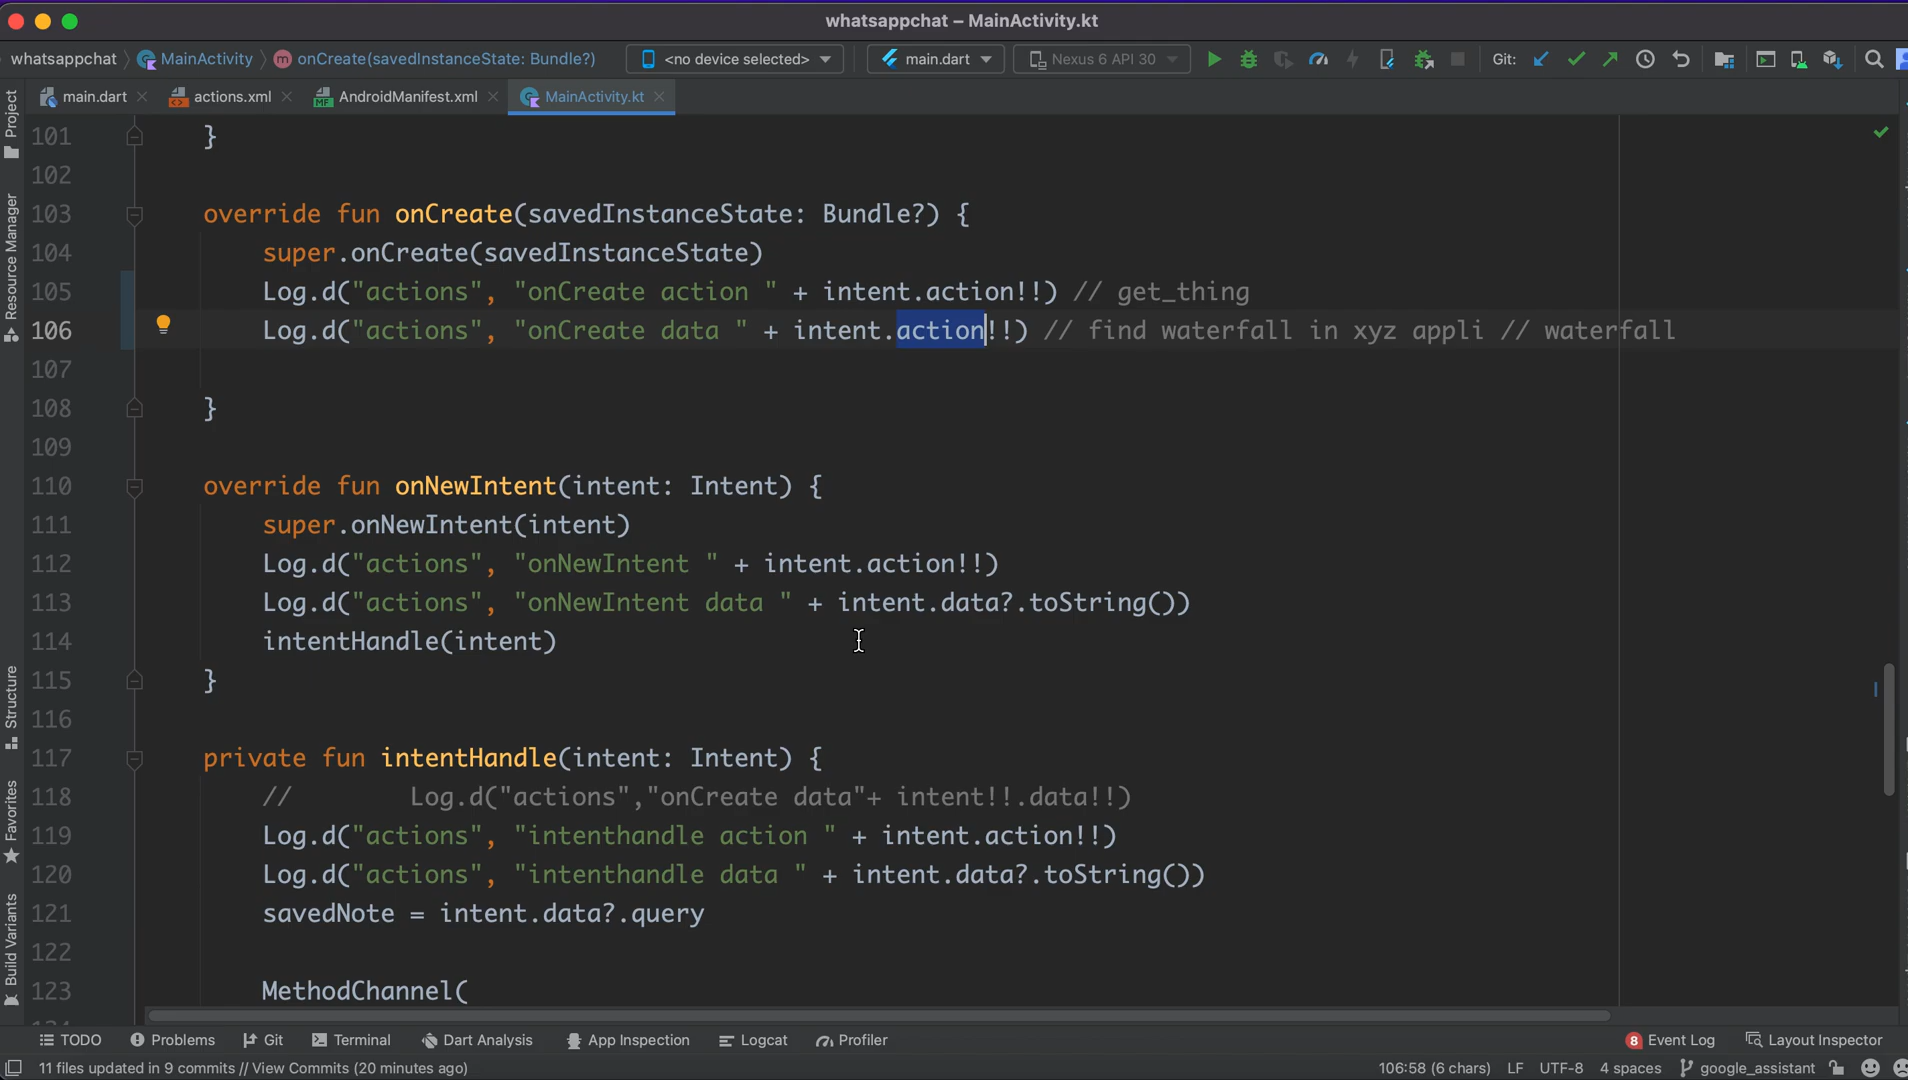 whatsappchat – MainActivity.kt
whatsappchat MainActivity m onCreate(savedInstanceState: Bundle?) <no device selected> main.dart Nexus 6 API 30 Git:
main.dart actions.xml MF AndroidManifest.xml MainActivity.kt
Project
Resource Manager
Structure
Favorites
Build Variants
101 }
102
103 override fun onCreate(savedInstanceState: Bundle?) {
104 super.onCreate(savedInstanceState)
105 Log.d("actions", "onCreate action " + intent.action!!) // get_thing
106 Log.d("actions", "onCreate data " + intent.action!!) // find waterfall in xyz appli // waterfall
107
108 }
109
110 override fun onNewIntent(intent: Intent) {
111 super.onNewIntent(intent)
112 Log.d("actions", "onNewIntent " + intent.action!!)
113 Log.d("actions", "onNewIntent data " + intent.data?.toString())
114 intentHandle(intent)
115 }
116
117 private fun intentHandle(intent: Intent) {
118 // Log.d("actions","onCreate data"+ intent!!.data!!)
119 Log.d("actions", "intenthandle action " + intent.action!!)
120 Log.d("actions", "intenthandle data " + intent.data?.toString())
121 savedNote = intent.data?.query
122
123 MethodChannel(
TODO Problems Git Terminal Dart Analysis App Inspection Logcat Profiler 8 Event Log Layout Inspector
11 files updated in 9 commits // View Commits (20 minutes ago) 106:58 (6 chars) LF UTF-8 4 spaces google_assistant